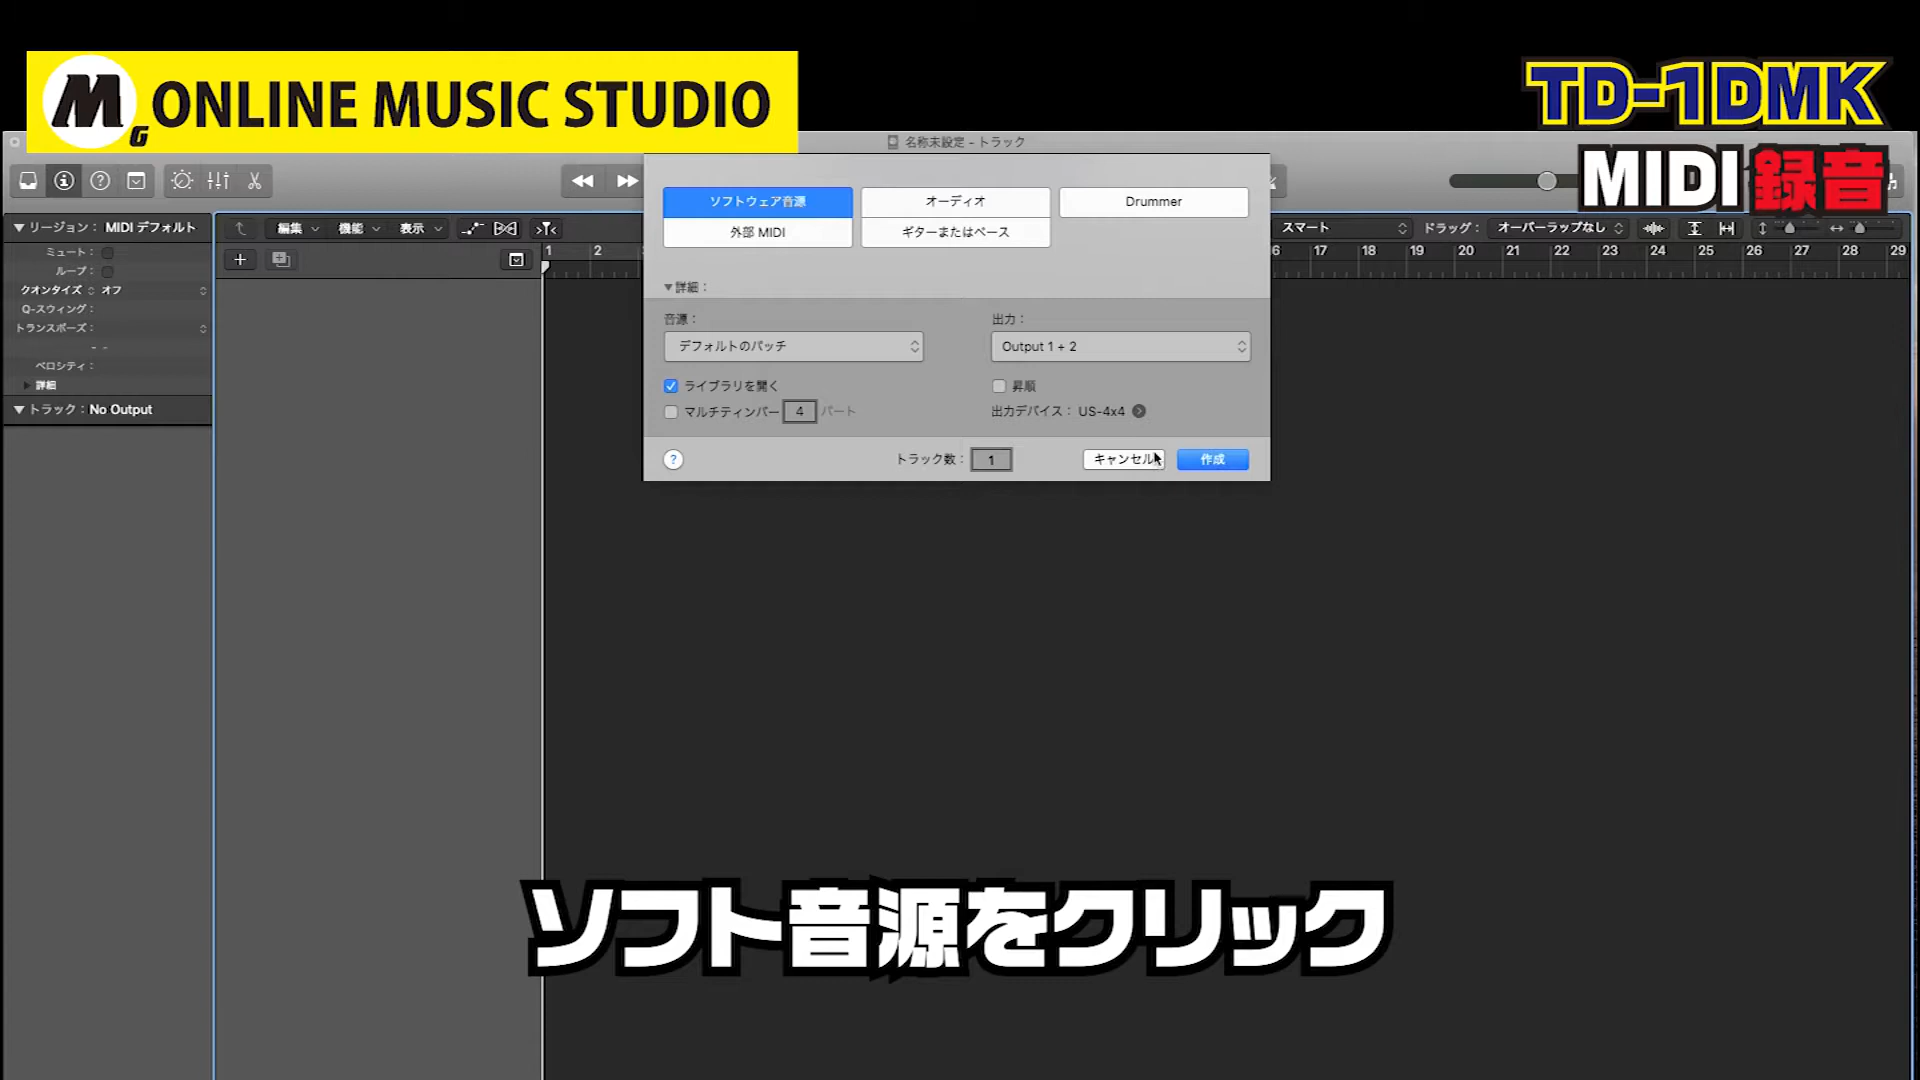 M G ONLINE MUSIC STUDIO
TD-1DMK
MIDI録音
名称未設定 - トラック
ソフトウェア音源
オーディオ
Drummer
外部 MIDI
ギターまたはベース
リージョン： MIDI デフォルト
編集
機能
表示
スマート
ドラッグ：
オーバーラップなし
1 2
6 17 18 19 20 21 22 23 24 25 26 27 28 29
ミュート：
ループ：
クオンタイズ
オフ
Q-スウィング：
トランスポーズ：
- -
ベロシティ：
詳細
トラック：No Output
詳細：
音源：
出力：
デフォルトのパッチ
Output 1 + 2
ライブラリを開く
昇順
マルチティンバー 4 パート
出力デバイス： US-4x4
?
トラック数： 1
キャンセル
作成
ソフト音源をクリック